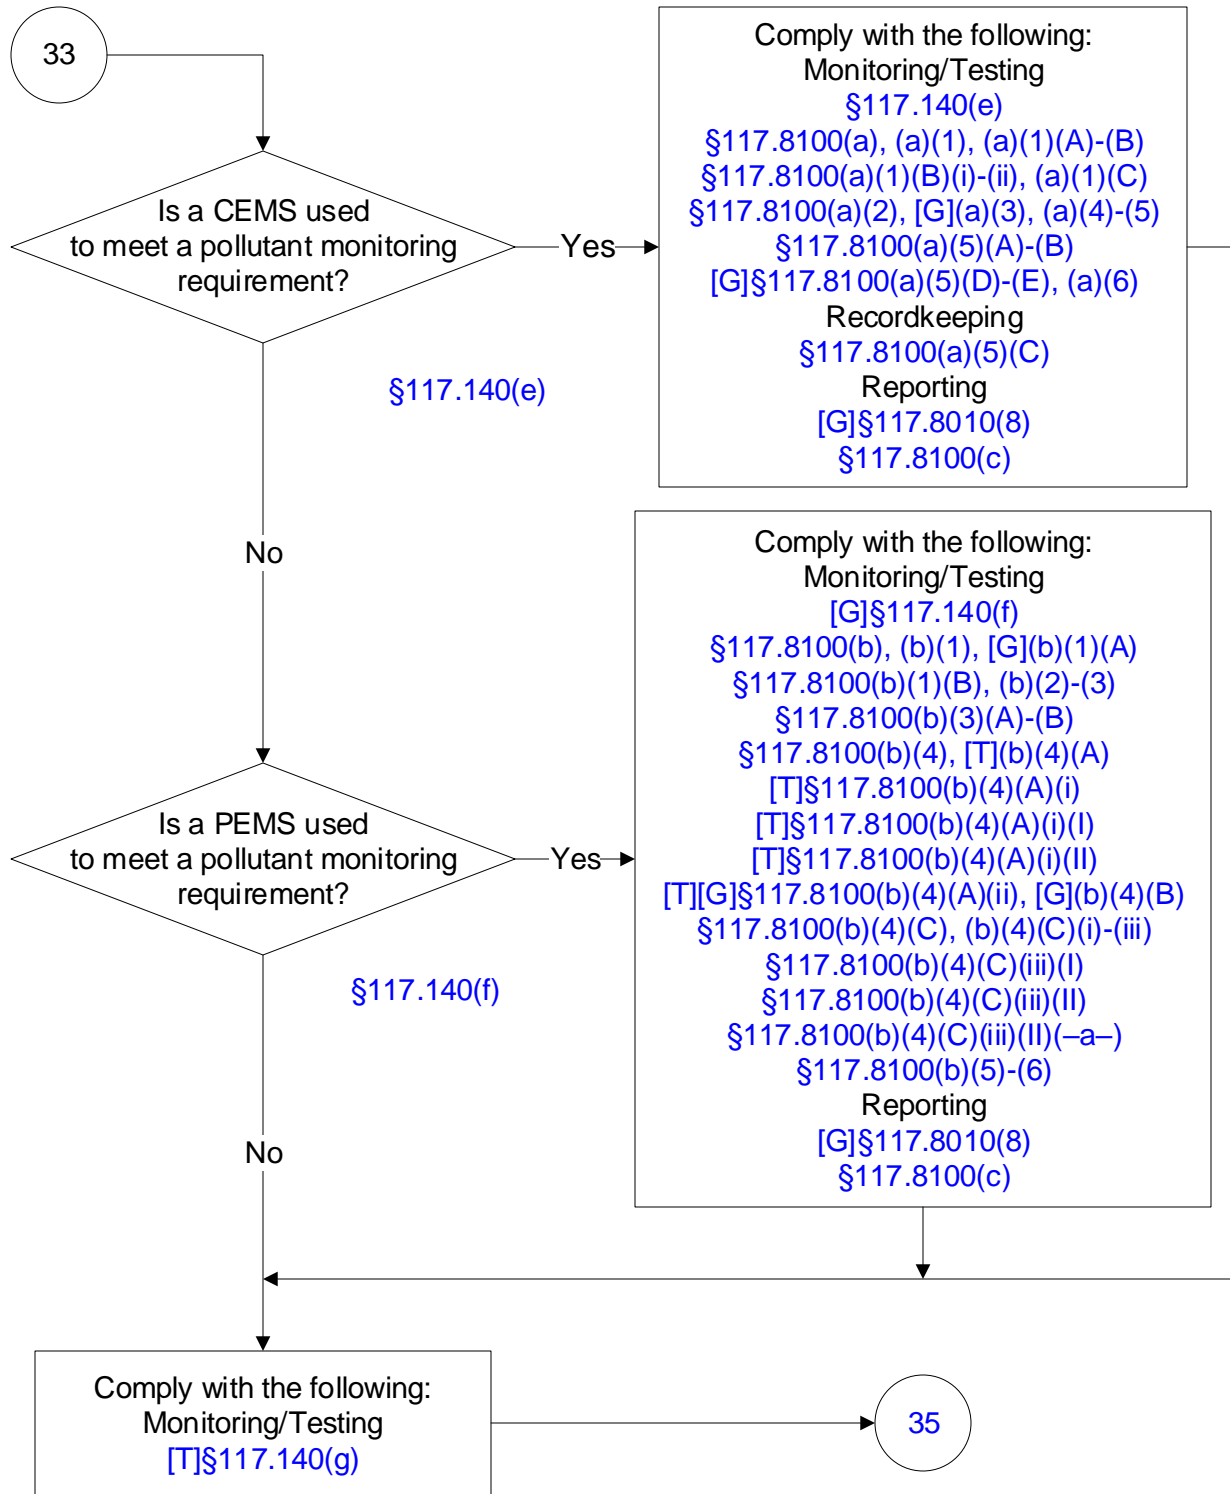 33
Is a CEMS used
to meet a pollutant monitoring
requirement?
Yes
Comply with the following:
Monitoring/Testing
§117.140(e)
§117.8100(a), (a)(1), (a)(1)(A)-(B)
§117.8100(a)(1)(B)(i)-(ii), (a)(1)(C)
§117.8100(a)(2), [G](a)(3), (a)(4)-(5)
§117.8100(a)(5)(A)-(B)
[G]§117.8100(a)(5)(D)-(E), (a)(6)
Recordkeeping
§117.8100(a)(5)(C)
Reporting
[G]§117.8010(8)
§117.8100(c)
§117.140(e)
No
Is a PEMS used
to meet a pollutant monitoring
requirement?
Yes
Comply with the following:
Monitoring/Testing
[G]§117.140(f)
§117.8100(b), (b)(1), [G](b)(1)(A)
§117.8100(b)(1)(B), (b)(2)-(3)
§117.8100(b)(3)(A)-(B)
§117.8100(b)(4), [T](b)(4)(A)
[T]§117.8100(b)(4)(A)(i)
[T]§117.8100(b)(4)(A)(i)(I)
[T]§117.8100(b)(4)(A)(i)(II)
[T][G]§117.8100(b)(4)(A)(ii), [G](b)(4)(B)
§117.8100(b)(4)(C), (b)(4)(C)(i)-(iii)
§117.8100(b)(4)(C)(iii)(I)
§117.8100(b)(4)(C)(iii)(II)
§117.8100(b)(4)(C)(iii)(II)(–a–)
§117.8100(b)(5)-(6)
Reporting
[G]§117.8010(8)
§117.8100(c)
§117.140(f)
No
Comply with the following:
Monitoring/Testing
[T]§117.140(g)
35